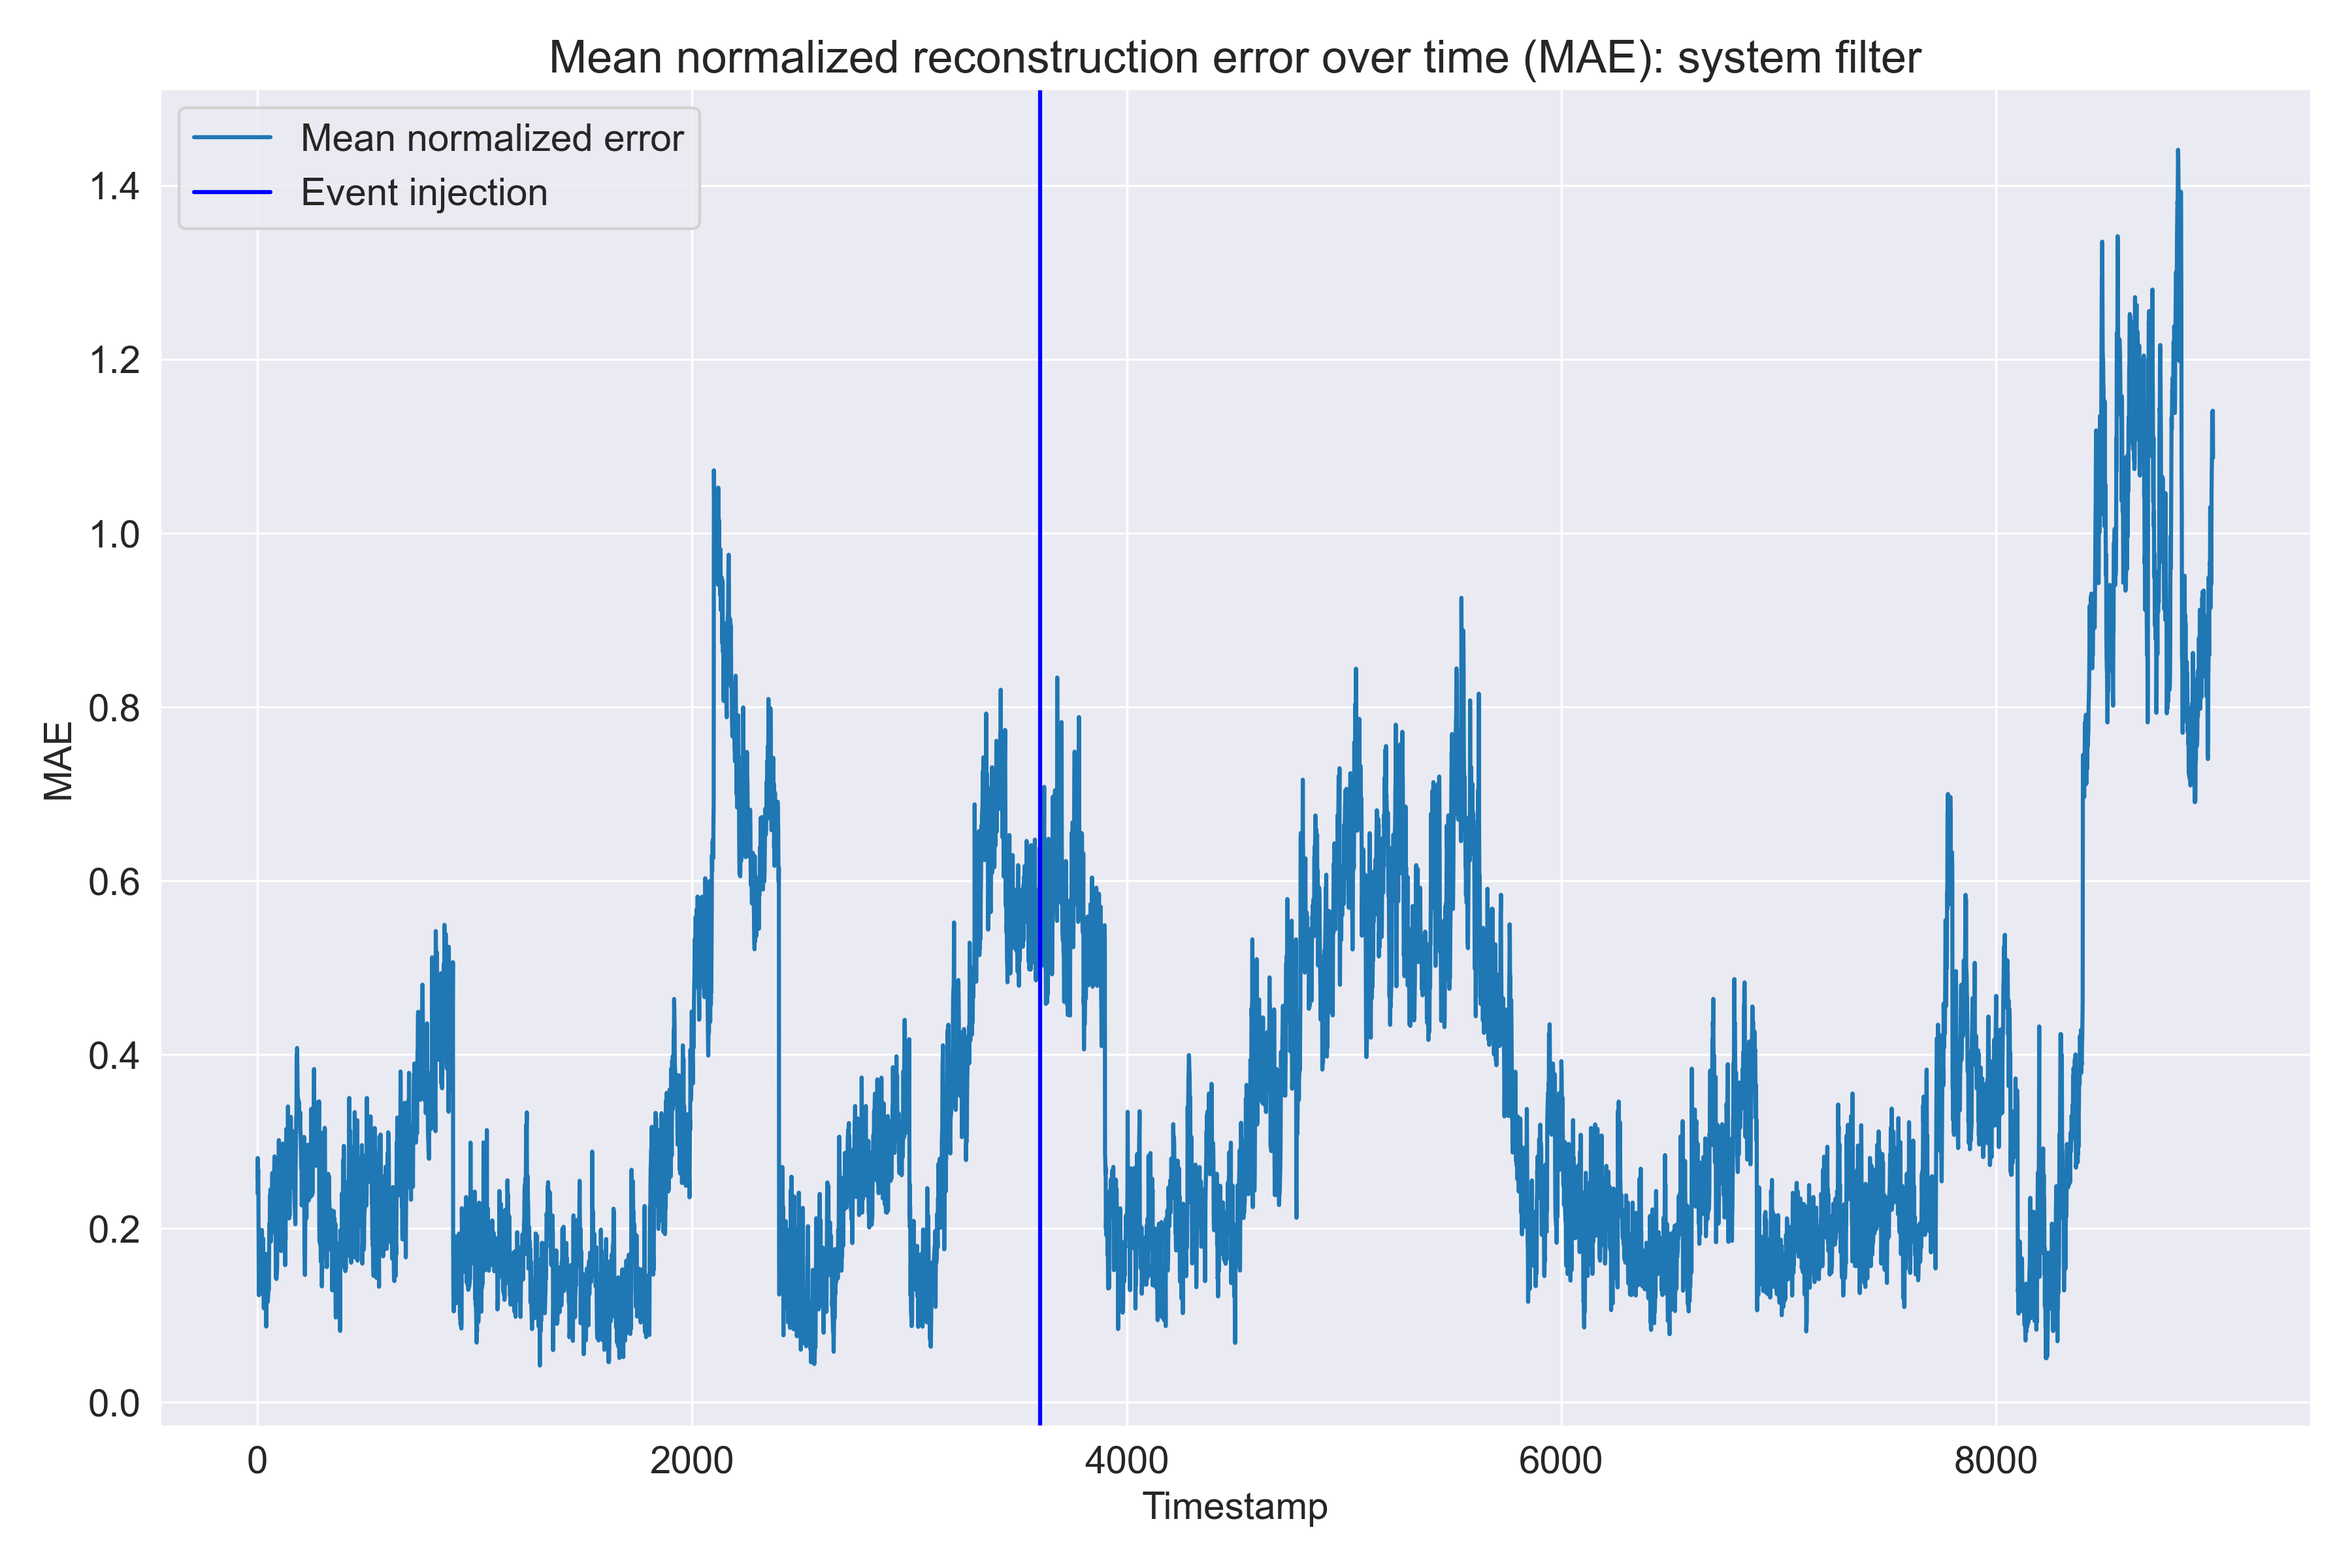 Mean normalized reconstruction error over time (MAE): system filter
Mean normalized error
Event injection
1.4
1.2
1.0
0.8
0.6
0.4
0.2
0.0
MAE
0 2000 4000 6000 8000
Timestamp